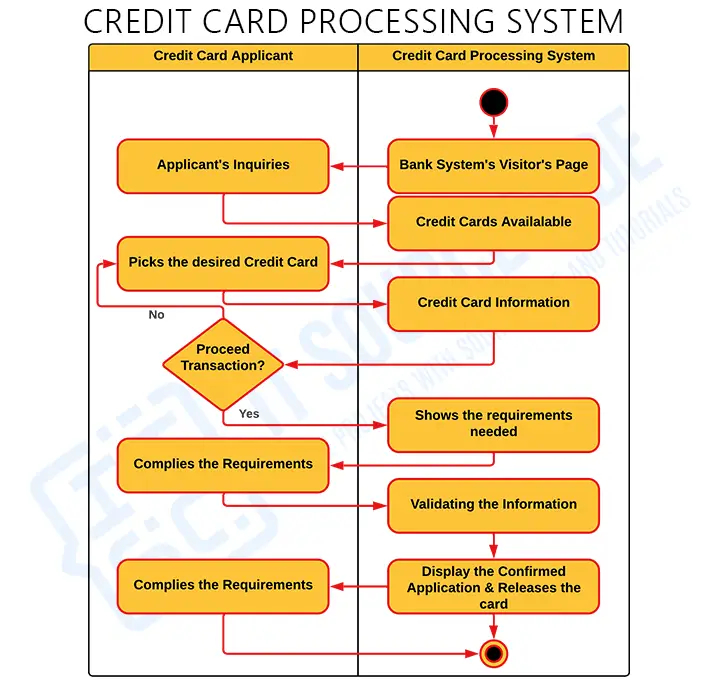 CREDIT CARD PROCESSING SYSTEM
Credit Card Applicant
Credit Card Processing System
Applicant's Inquiries
Bank System's Visitor's Page
Credit Cards Availalable
Picks the desired Credit Card
Credit Card Information
No
Proceed
Transaction?
Yes
Shows the requirements
needed
Complies the Requirements
Validating the Information
Complies the Requirements
Display the Confirmed
Application & Releases the
card